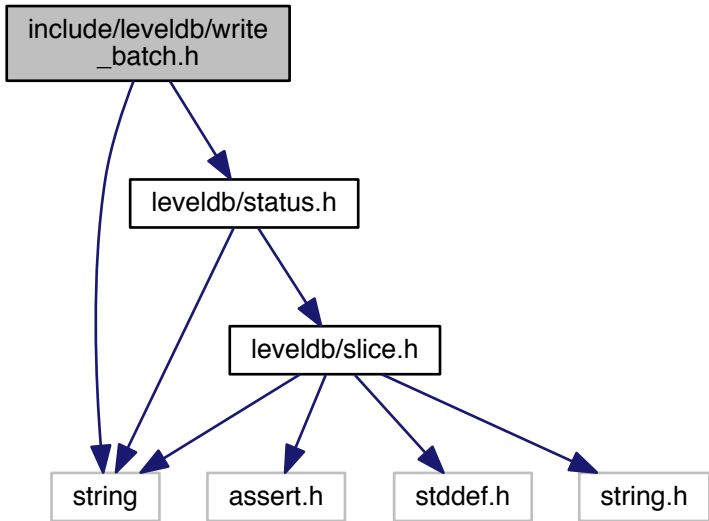 include/leveldb/write
_batch.h
leveldb/status.h
leveldb/slice.h
string
assert.h
stddef.h
string.h